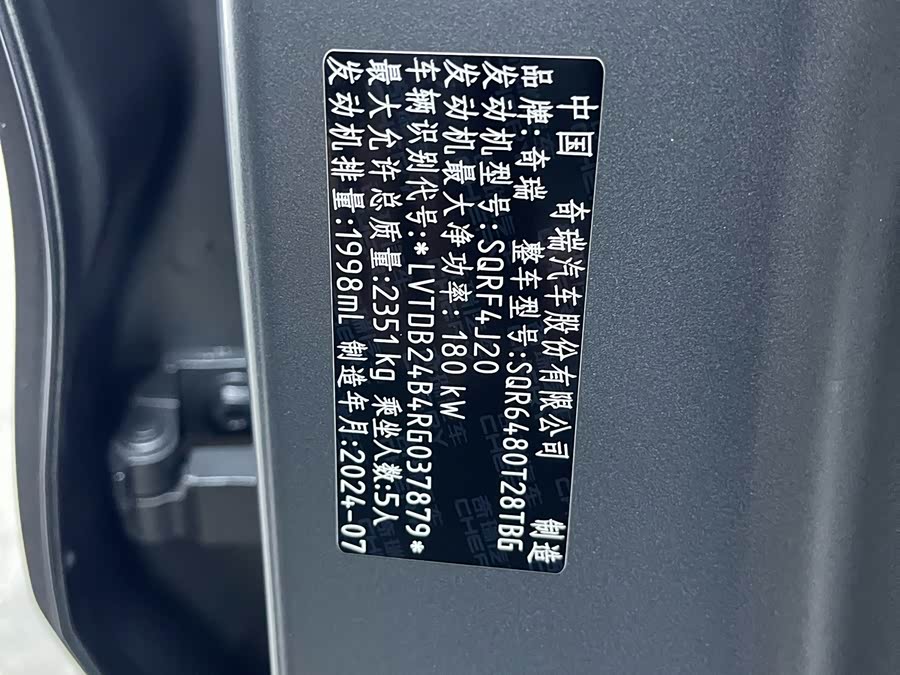 中国 奇瑞汽车股份有限公司 制造
品牌:奇瑞 整车型号:SQR6480T28TBG
发动机型号:SQRF4J20
发动机最大净功率:180kW
车辆识别代号:*LVTDB24B4RG037879*
最大允许总质量:2351kg 乘坐人数:5人
发动机排量:1998mL 制造年月:2024-07